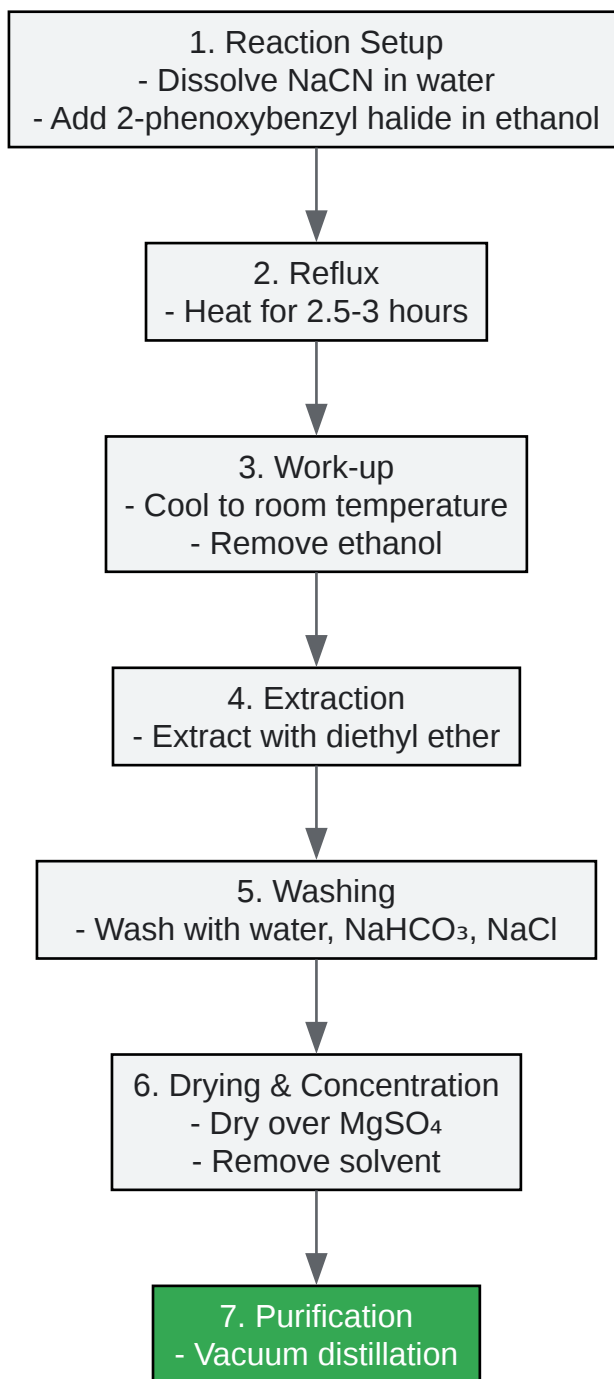 1. Reaction Setup
- Dissolve NaCN in water
- Add 2-phenoxybenzyl halide in ethanol
2. Reflux
- Heat for 2.5-3 hours
3. Work-up
- Cool to room temperature
- Remove ethanol
4. Extraction
- Extract with diethyl ether
5. Washing
- Wash with water, NaHCO₃, NaCl
6. Drying & Concentration
- Dry over MgSO₄
- Remove solvent
7. Purification
- Vacuum distillation